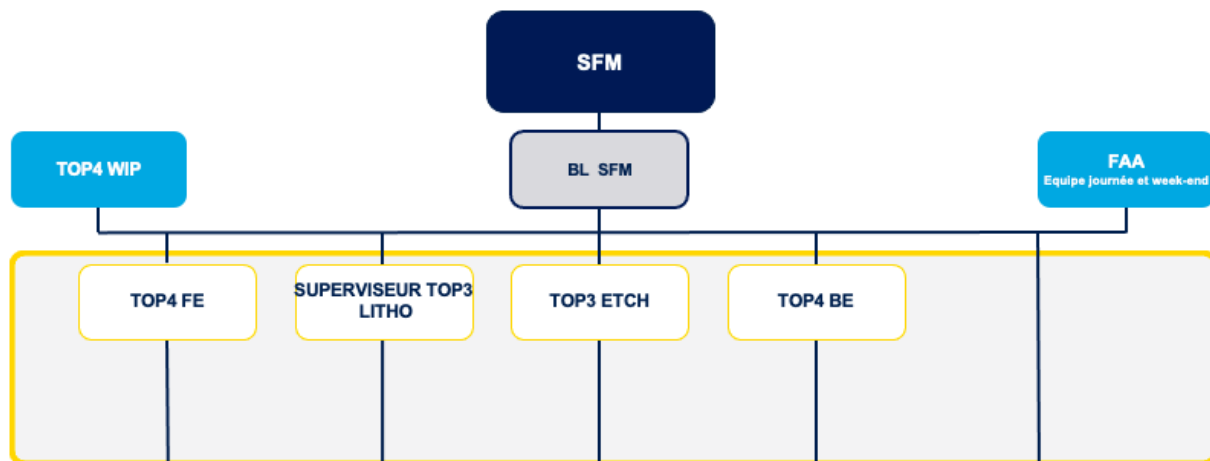 SFM
TOP4 WIP
BL SFM
FAA
Equipe journée et week-end
TOP4 FE
SUPERVISEUR TOP3
LITHO
TOP3 ETCH
TOP4 BE